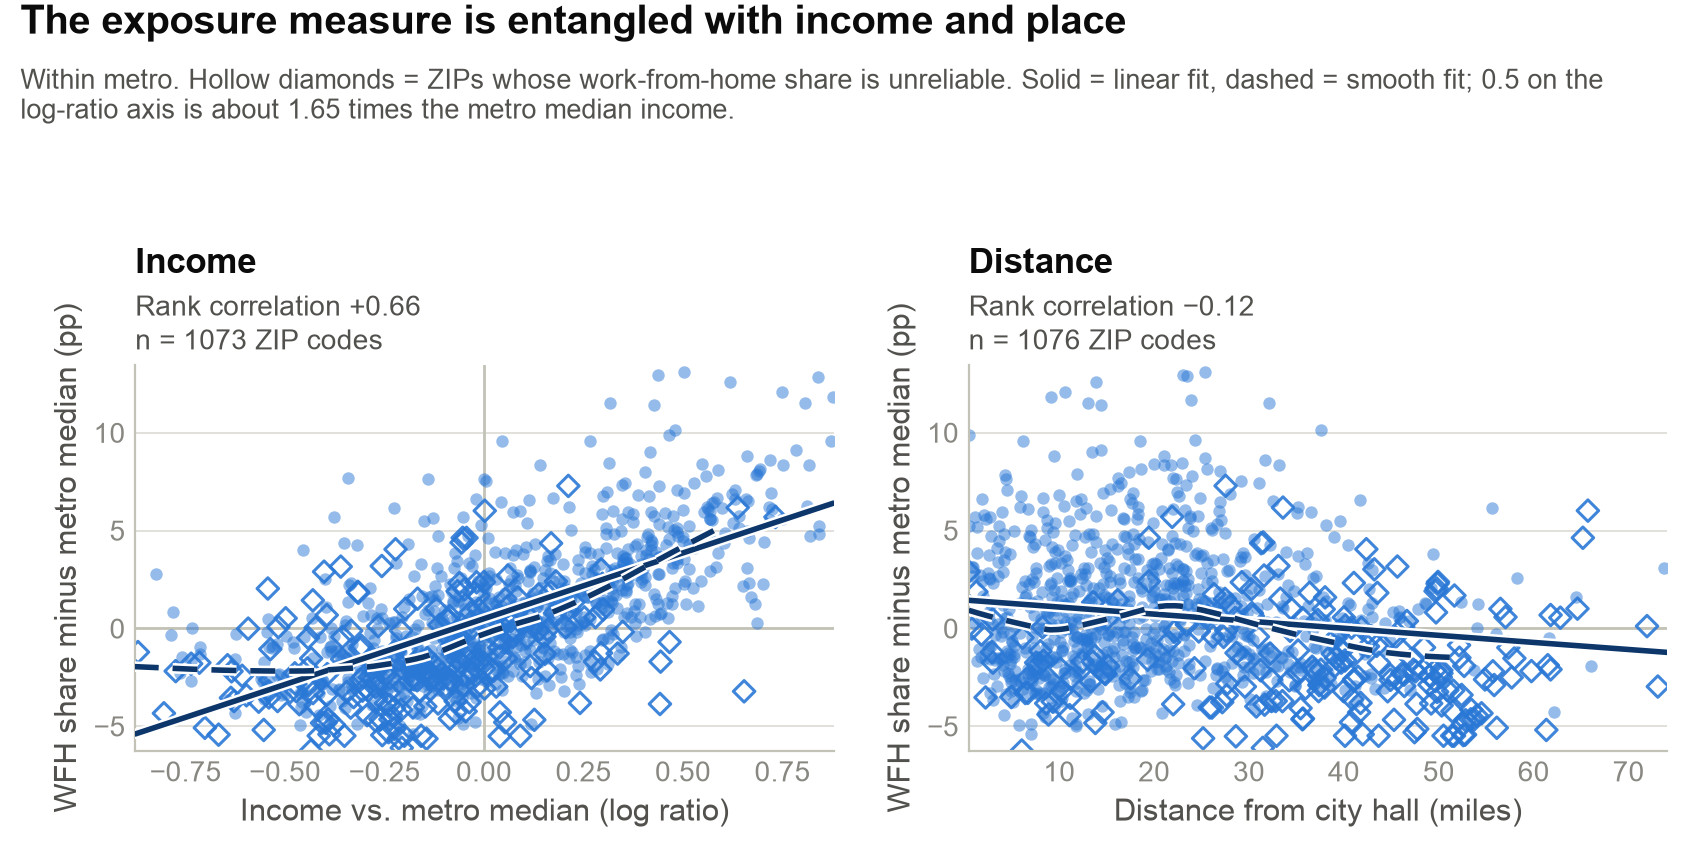 The exposure measure is entangled with income and place
Within metro. Hollow diamonds = ZIPs whose work-from-home share is unreliable. Solid = linear fit, dashed = smooth fit; 0.5 on the
log-ratio axis is about 1.65 times the metro median income.
Income
Rank correlation +0.66
n = 1073 ZIP codes
WFH share minus metro median (pp)
10
5
0
−5
−0.75 −0.50 −0.25 0.00 0.25 0.50 0.75
Income vs. metro median (log ratio)
Distance
Rank correlation −0.12
n = 1076 ZIP codes
WFH share minus metro median (pp)
10
5
0
−5
10 20 30 40 50 60 70
Distance from city hall (miles)